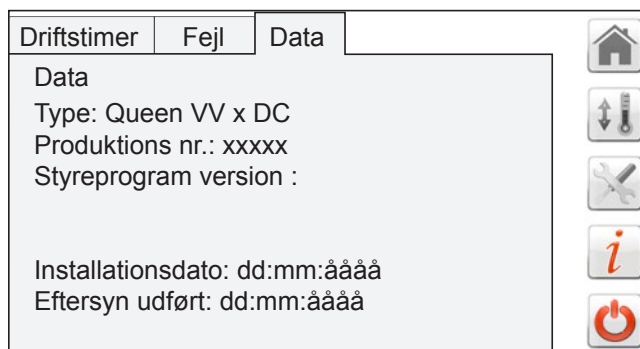 Driftstimer Fejl Data
Data
Type: Queen VV x DC
Produktions nr.: xxxxx
Styreprogram version :
Installationsdato: dd:mm:åååå
Eftersyn udført: dd:mm:åååå
i